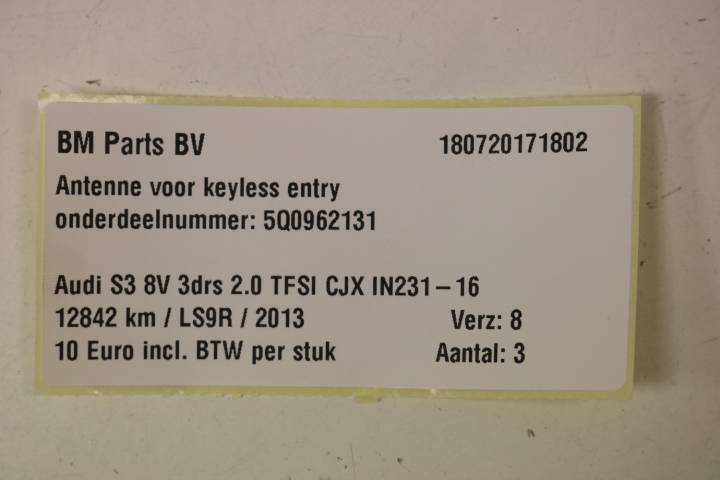 BM Parts BV 180720171802
Antenne voor keyless entry
onderdeelnummer: 5Q0962131
Audi S3 8V 3drs 2.0 TFSI CJX IN231-16
12842 km / LS9R / 2013 Verz: 8
10 Euro incl. BTW per stuk Aantal: 3